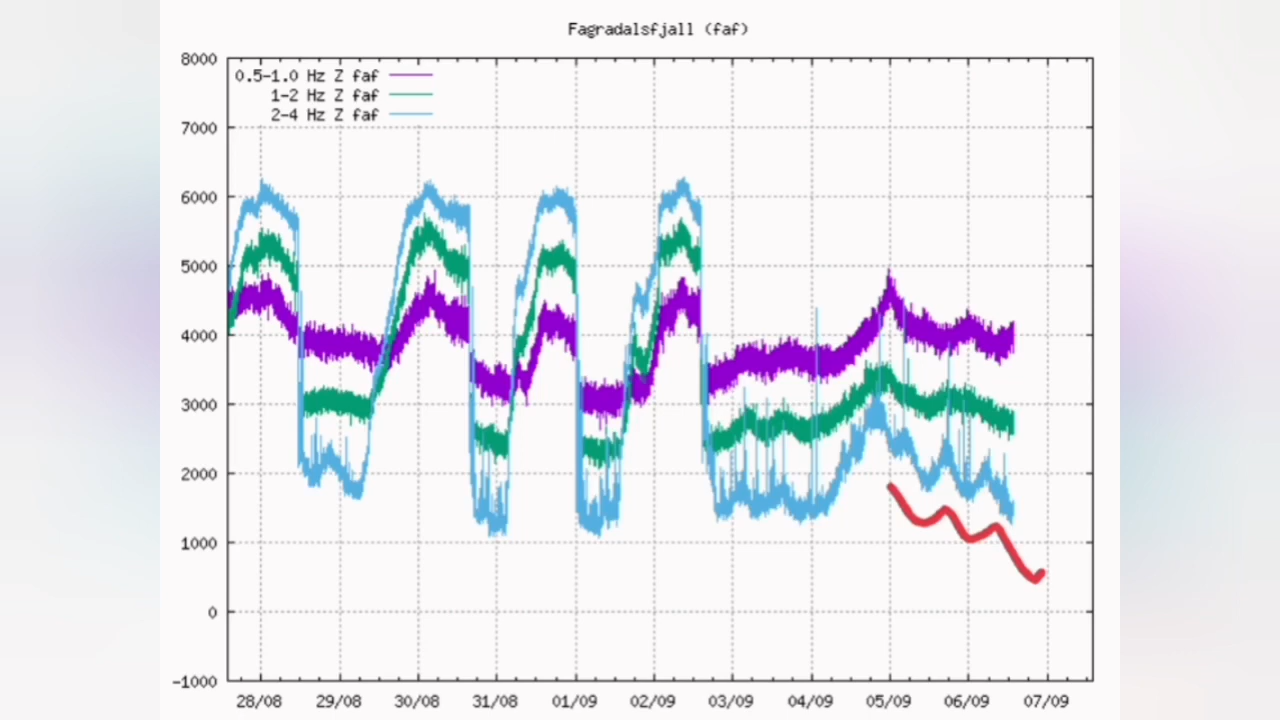 Fagradalsfjall (faf)
8000
0.5-1.0 Hz Z faf
1-2 Hz Z faf
2-4 Hz Z faf
7000
6000
5000
4000
3000
2000
1000
0
-1000
28/08 29/08 30/08 31/08 01/09 02/09 03/09 04/09 05/09 06/09 07/09